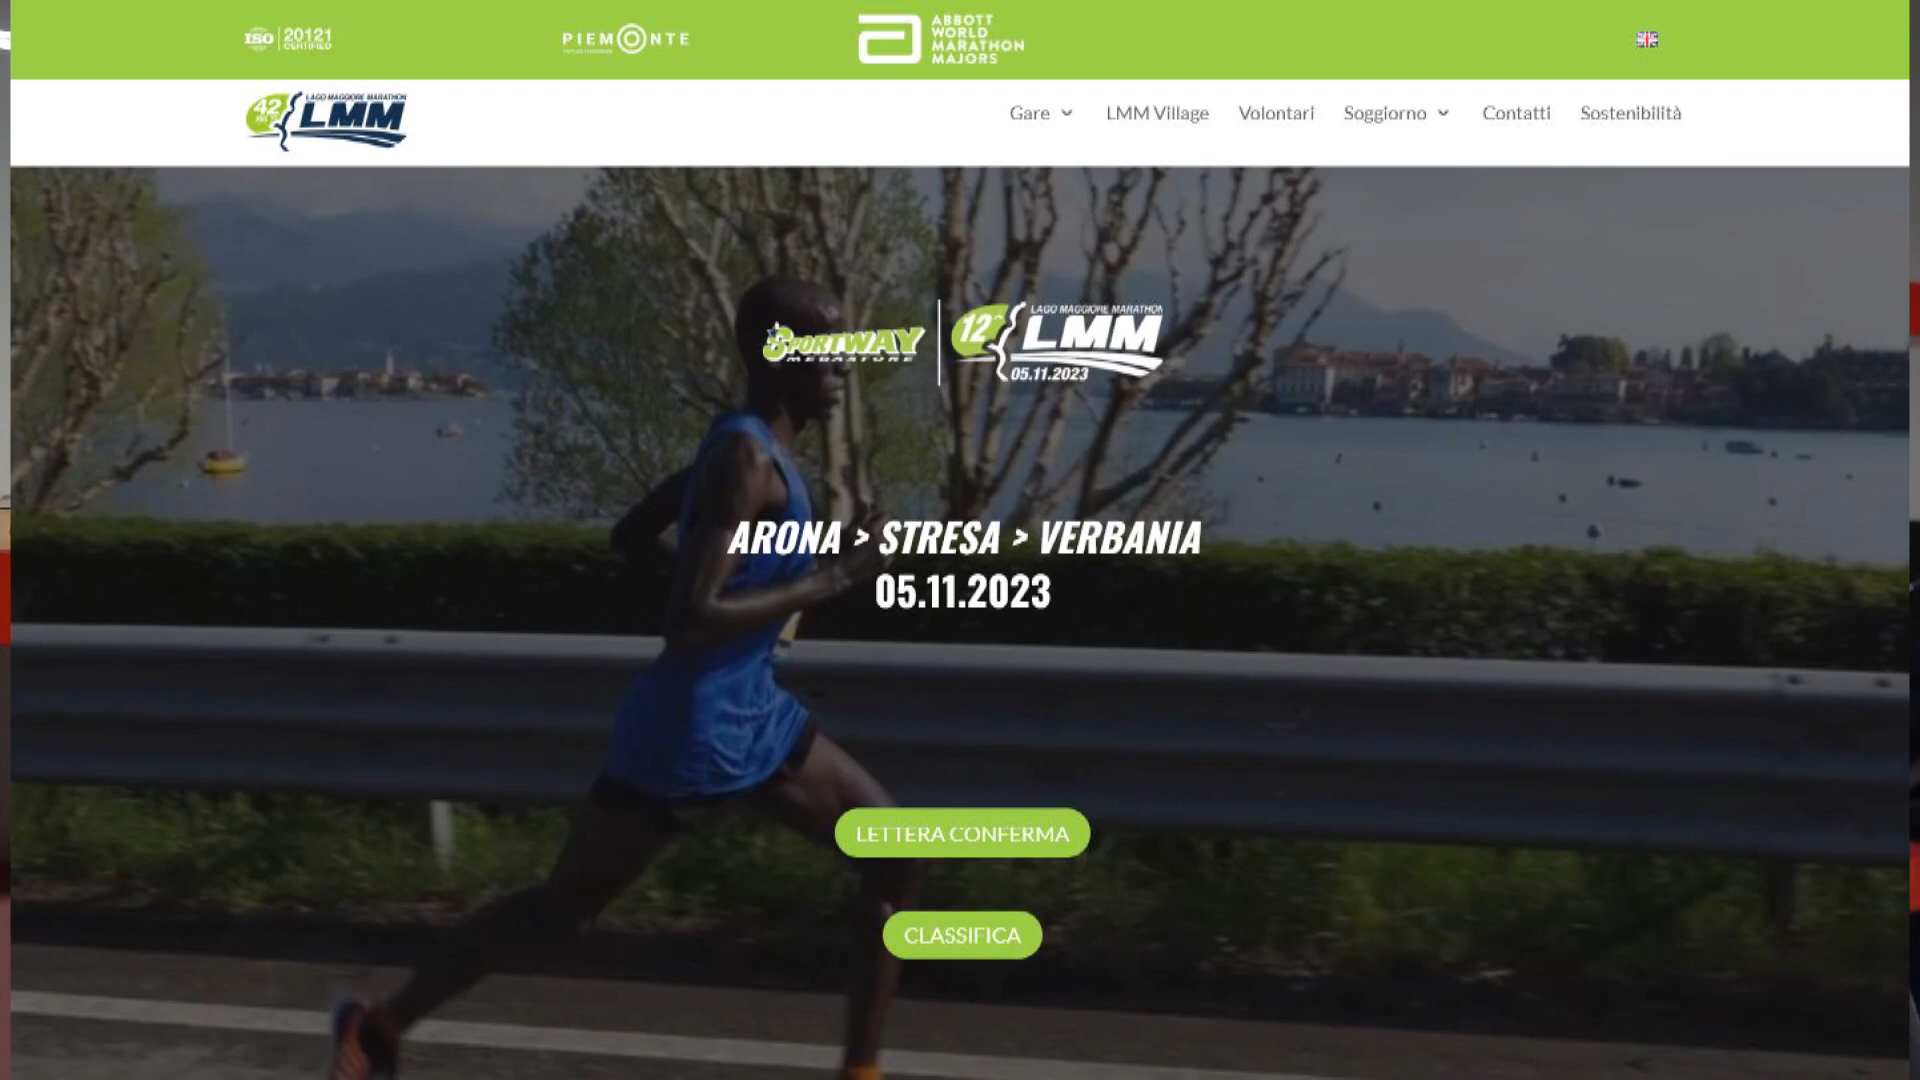 ISO 20121
CERTIFIED
PIEMONTE
ABBOTT
WORLD
MARATHON
MAJORS
42
LAGO MAGGIORE MARATHON
LMM
Gare
LMM Village
Volontari
Soggiorno
Contatti
Sostenibilità
SPORTWAY
12^
LAGO MAGGIORE MARATHON
LMM
05.11.2023
ARONA > STRESA > VERBANIA
05.11.2023
LETTERA CONFERMA
CLASSIFICA